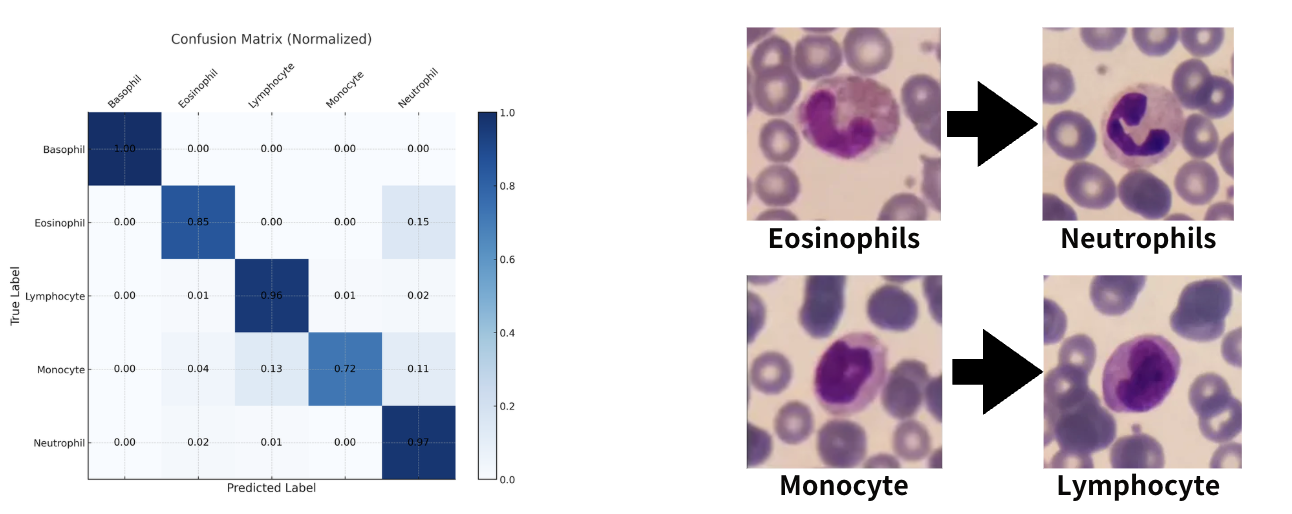 Confusion Matrix (Normalized)
Basophil Eosinophil Lymphocyte Monocyte Neutrophil
Basophil 1.00 0.00 0.00 0.00 0.00
Eosinophil 0.00 0.85 0.00 0.00 0.15
Lymphocyte 0.00 0.01 0.96 0.01 0.02
Monocyte 0.00 0.04 0.13 0.72 0.11
Neutrophil 0.00 0.02 0.01 0.00 0.97
True Label
Predicted Label
1.0
0.8
0.6
0.4
0.2
0.0
Eosinophils
Neutrophils
Monocyte
Lymphocyte